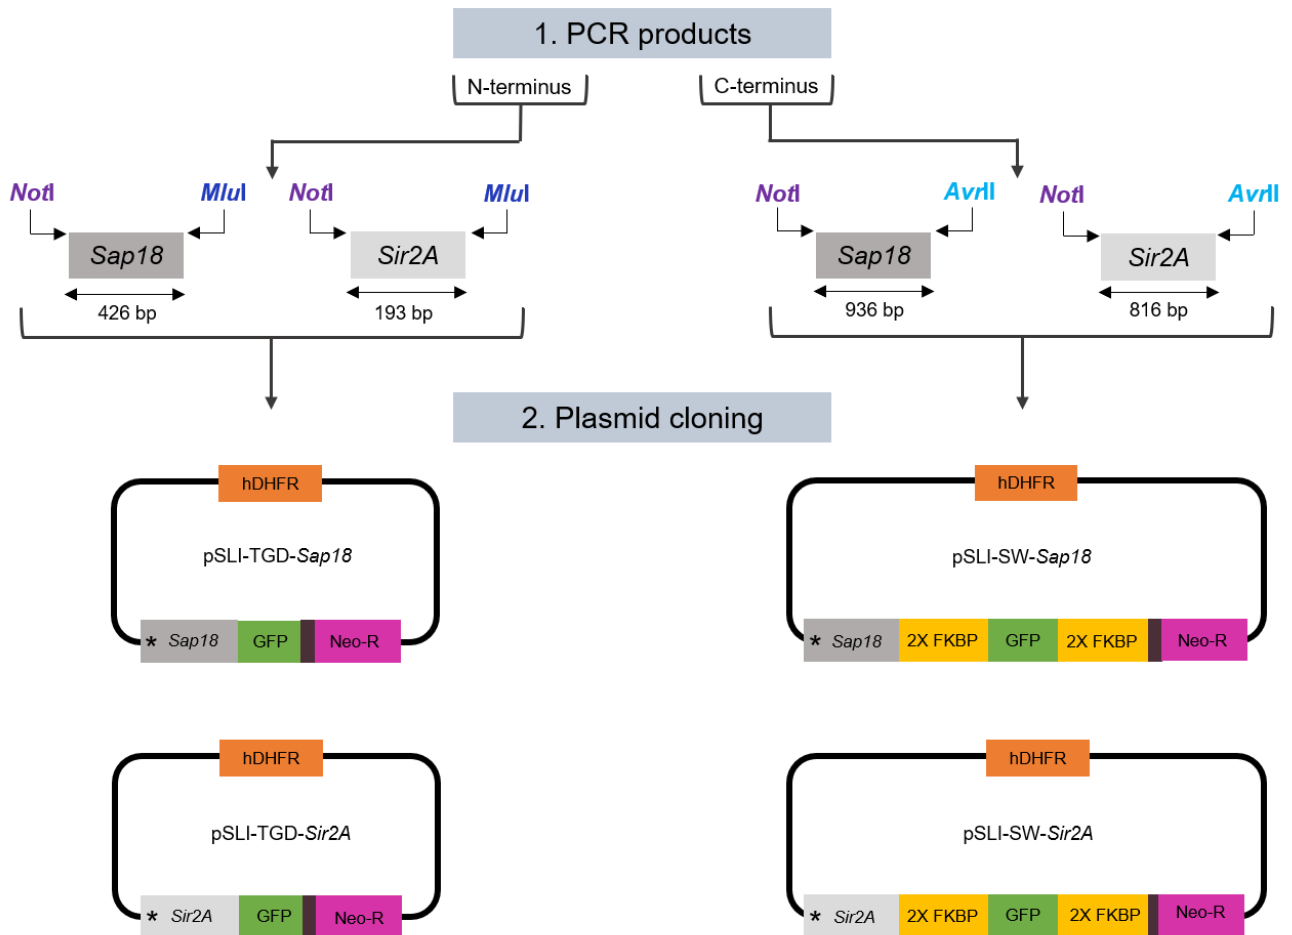 1. PCR products
N-terminus
C-terminus
NotI
MluI
NotI
MluI
NotI
AvrII
NotI
AvrII
Sap18
Sir2A
Sap18
Sir2A
426 bp
193 bp
936 bp
816 bp
2. Plasmid cloning
hDHFR
hDHFR
pSLI-TGD-Sap18
pSLI-SW-Sap18
* Sap18 GFP Neo-R
* Sap18 2X FKBP GFP 2X FKBP Neo-R
hDHFR
hDHFR
pSLI-TGD-Sir2A
pSLI-SW-Sir2A
* Sir2A GFP Neo-R
* Sir2A 2X FKBP GFP 2X FKBP Neo-R